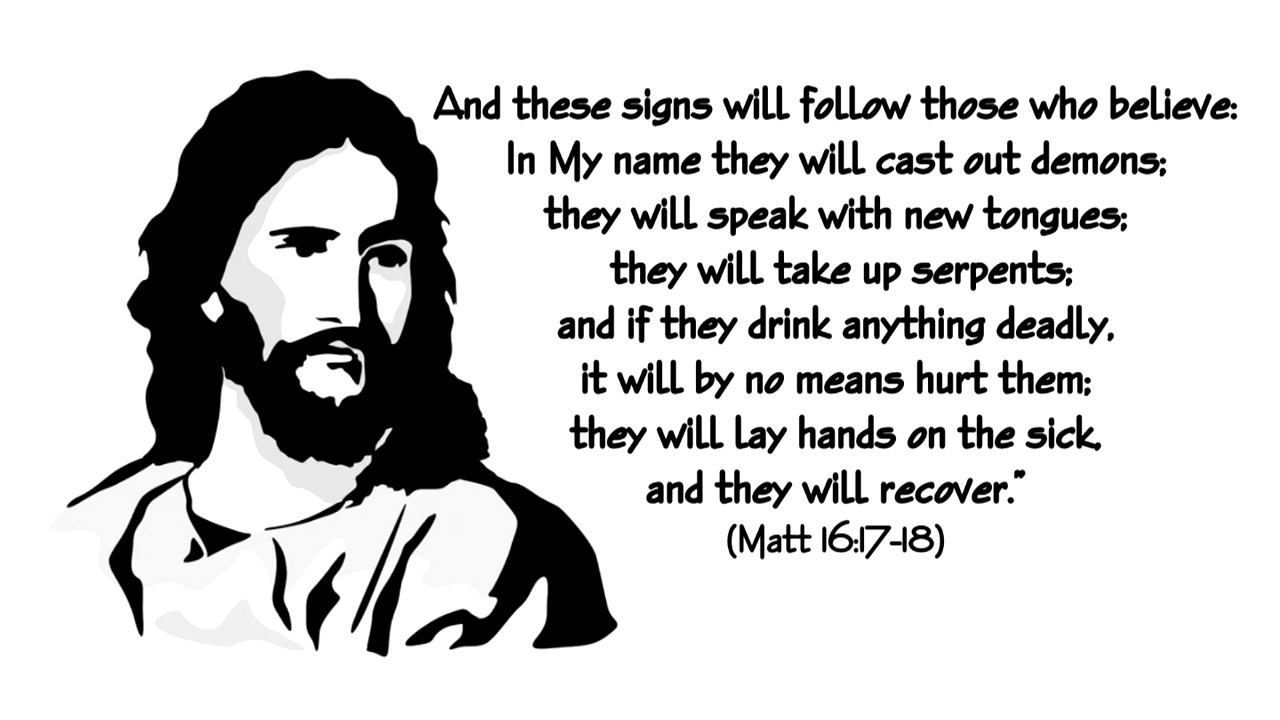 And these signs will follow those who believe:
In My name they will cast out demons;
they will speak with new tongues;
they will take up serpents;
and if they drink anything deadly,
it will by no means hurt them;
they will lay hands on the sick,
and they will recover.”
(Matt 16:17-18)